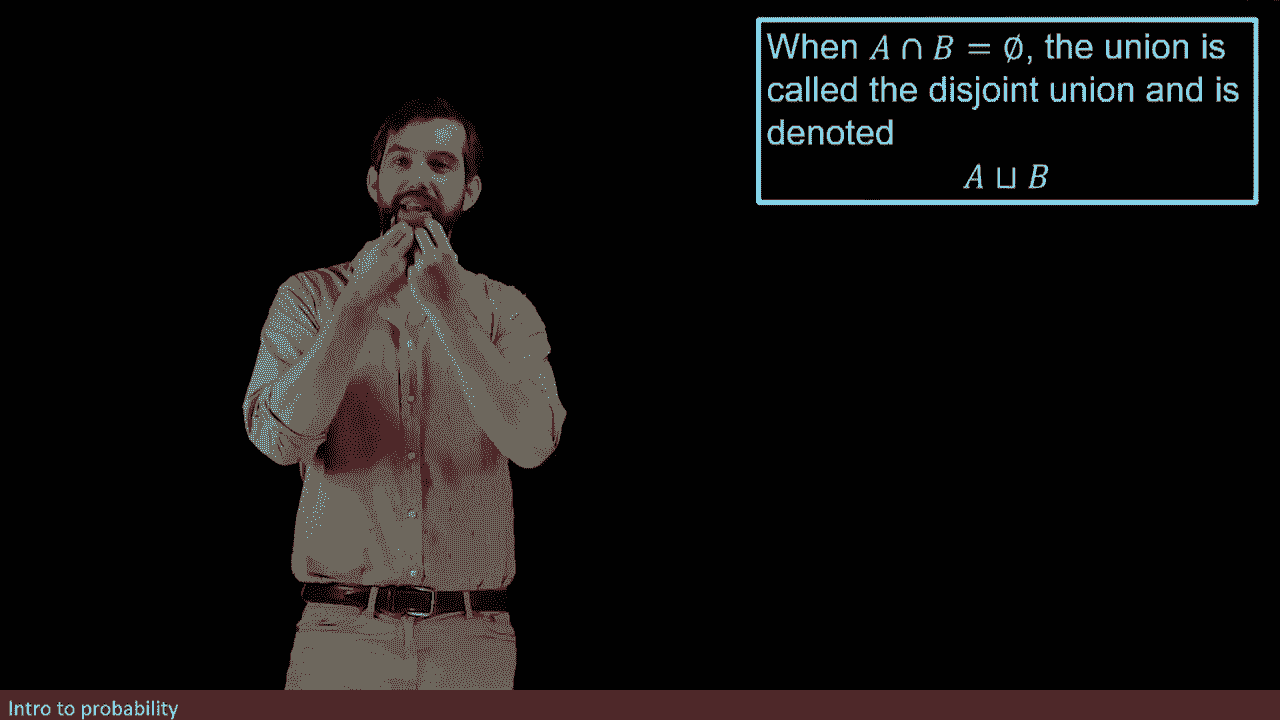 When A ∩ B = ∅, the union is
called the disjoint union and is
denoted
A ⊔ B
Intro to probability